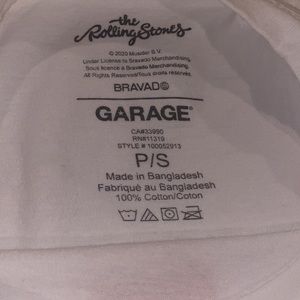 the
Rolling Stones
© 2020 Musidor B.V.
Under License to Bravado Merchandising.
Sous licence a Bravado Merchandising.
All Rights Reserved/Tous droits réservés.
BRAVADO
GARAGE
CA#33990
RN#11319
STYLE # 100052913
P/S
Made in Bangladesh
Fabriqué au Bangladesh
100% Cotton/Coton